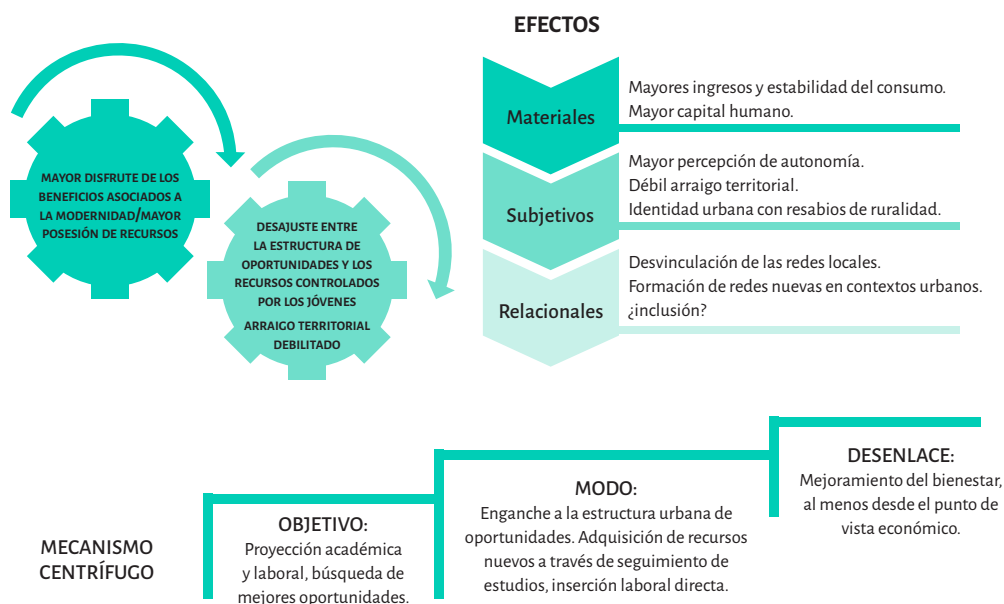 EFECTOS
MAYOR DISFRUTE DE LOS
BENEFICIOS ASOCIADOS A
LA MODERNIDAD/MAYOR
POSESIÓN DE RECURSOS
DESAJUSTE ENTRE
LA ESTRUCTURA DE
OPORTUNIDADES Y LOS
RECURSOS CONTROLADOS
POR LOS JÓVENES
ARRAIGO TERRITORIAL
DEBILITADO
Materiales
Mayores ingresos y estabilidad del consumo.
Mayor capital humano.
Subjetivos
Mayor percepción de autonomía.
Débil arraigo territorial.
Identidad urbana con resabios de ruralidad.
Relacionales
Desvinculación de las redes locales.
Formación de redes nuevas en contextos urbanos.
¿inclusión?
MECANISMO
CENTRÍFUGO
OBJETIVO:
Proyección académica
y laboral, búsqueda de
mejores oportunidades.
MODO:
Enganche a la estructura urbana de
oportunidades. Adquisición de recursos
nuevos a través de seguimiento de
estudios, inserción laboral directa.
DESENLACE:
Mejoramiento del bienestar,
al menos desde el punto de
vista económico.